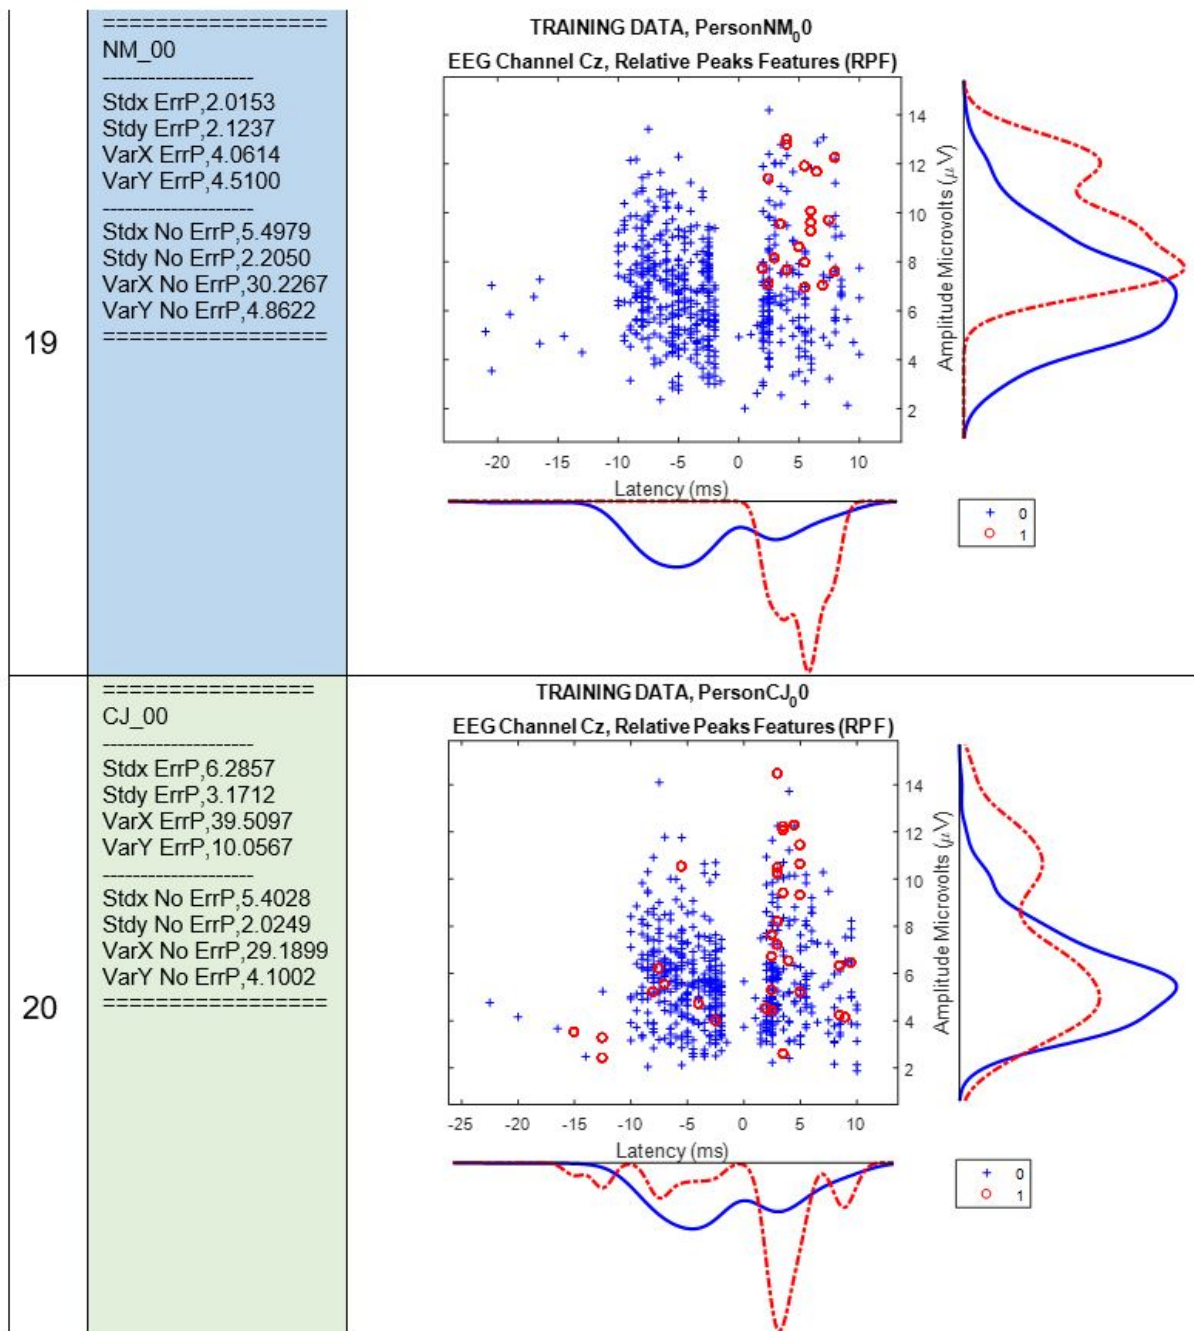 19
=================
NM_00
--------------------
Stdx ErrP,2.0153
Stdy ErrP,2.1237
VarX ErrP,4.0614
VarY ErrP,4.5100
--------------------
Stdx No ErrP,5.4979
Stdy No ErrP,2.2050
VarX No ErrP,30.2267
VarY No ErrP,4.8622
=================
TRAINING DATA, PersonNM₀0
EEG Channel Cz, Relative Peaks Features (RPF)
14
12
10
8
6
4
2
Amplitude Microvolts (μV)
-20 -15 -10 -5 0 5 10
Latency (ms)
+ 0
o 1
20
================
CJ_00
--------------------
Stdx ErrP,6.2857
Stdy ErrP,3.1712
VarX ErrP,39.5097
VarY ErrP,10.0567
--------------------
Stdx No ErrP,5.4028
Stdy No ErrP,2.0249
VarX No ErrP,29.1899
VarY No ErrP,4.1002
=================
TRAINING DATA, PersonCJ₀0
EEG Channel Cz, Relative Peaks Features (RPF)
14
12
10
8
6
4
2
Amplitude Microvolts (μV)
-25 -20 -15 -10 -5 0 5 10
Latency (ms)
+ 0
o 1